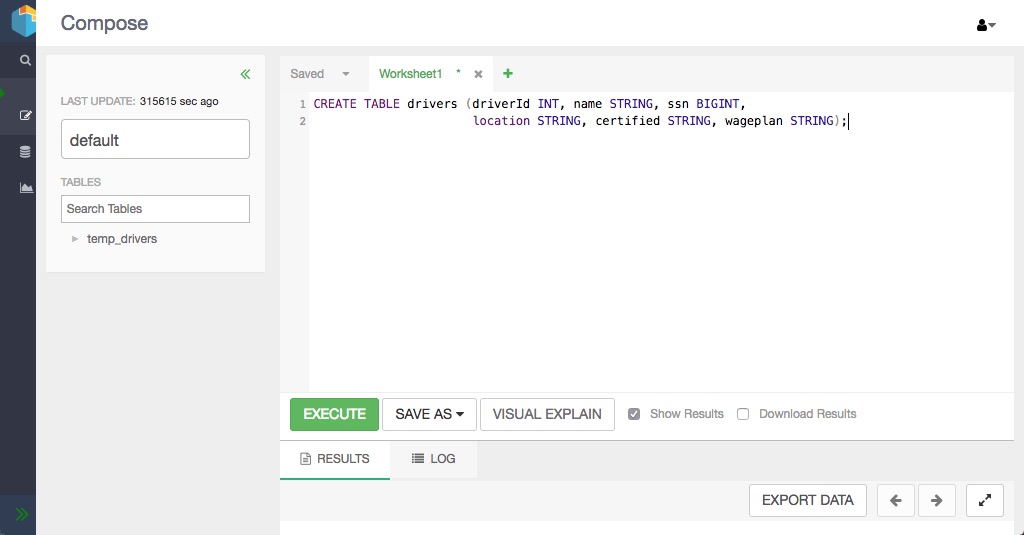 Compose
LAST UPDATE: 315615 sec ago
default
TABLES
Search Tables
temp_drivers
Saved
Worksheet1 *
1 CREATE TABLE drivers (driverId INT, name STRING, ssn BIGINT,
2 location STRING, certified STRING, wageplan STRING);
EXECUTE
SAVE AS
VISUAL EXPLAIN
Show Results
Download Results
RESULTS
LOG
EXPORT DATA